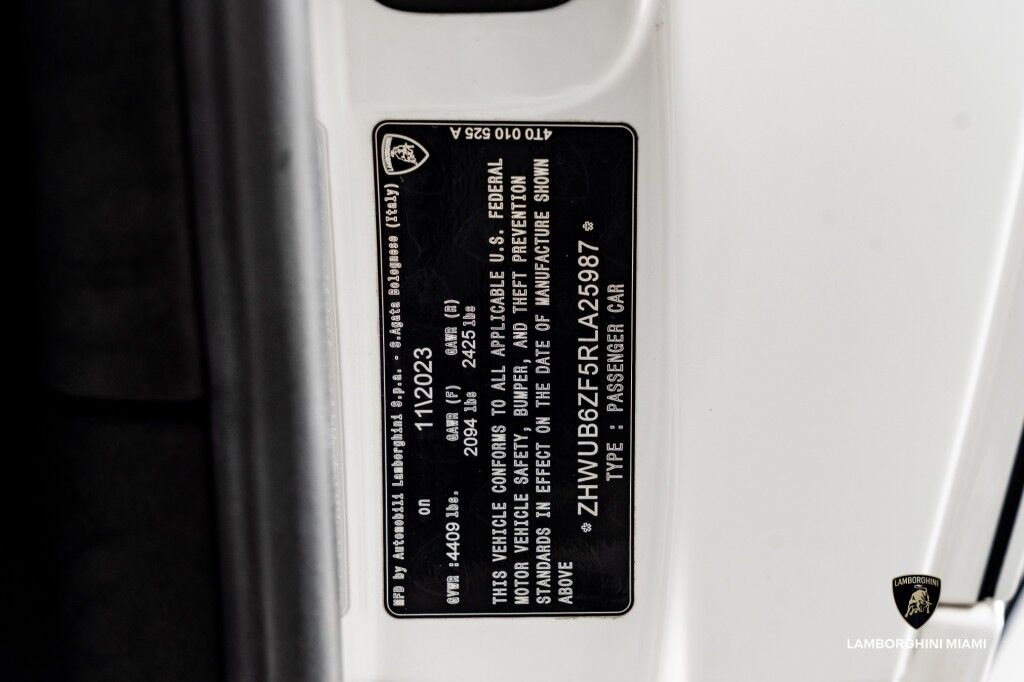 MFD by Automobili Lamborghini S.p.a. - S.Agata Bolognese (Italy)
on 11\2023
GVWR :4409 lbs. GAWR (F) GAWR (R)
2094 lbs 2425 lbs
THIS VEHICLE CONFORMS TO ALL APPLICABLE U.S. FEDERAL
MOTOR VEHICLE SAFETY, BUMPER, AND THEFT PREVENTION
STANDARDS IN EFFECT ON THE DATE OF MANUFACTURE SHOWN
ABOVE
* ZHWUB6ZF5RLA25987 *
TYPE : PASSENGER CAR
4T0 010 525 A
LAMBORGHINI
LAMBORGHINI MIAMI